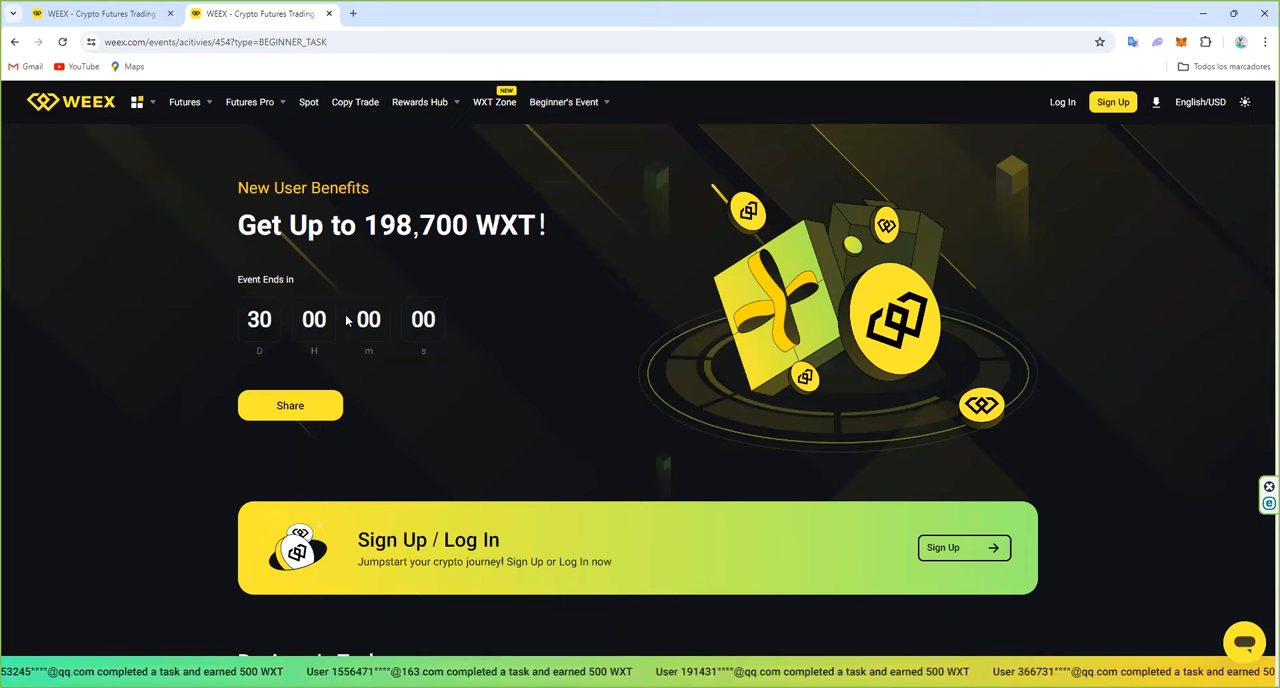 WEEX - Crypto Futures Trading
WEEX - Crypto Futures Trading
weex.com/events/acitivies/454?type=BEGINNER_TASK
Gmail
YouTube
Maps
Todos los marcadores
WEEX
Futures
Futures Pro
Spot
Copy Trade
Rewards Hub
NEW
WXT Zone
Beginner's Event
Log In
Sign Up
English/USD
New User Benefits
Get Up to 198,700 WXT!
Event Ends in
30 00 00 00
D H m s
Share
Sign Up / Log In
Jumpstart your crypto journey! Sign Up or Log In now
Sign Up
53245****@qq.com completed a task and earned 500 WXT User 1556471****@163.com completed a task and earned 500 WXT User 191431****@qq.com completed a task and earned 500 WXT User 366731****@qq.com completed a task and earned 50